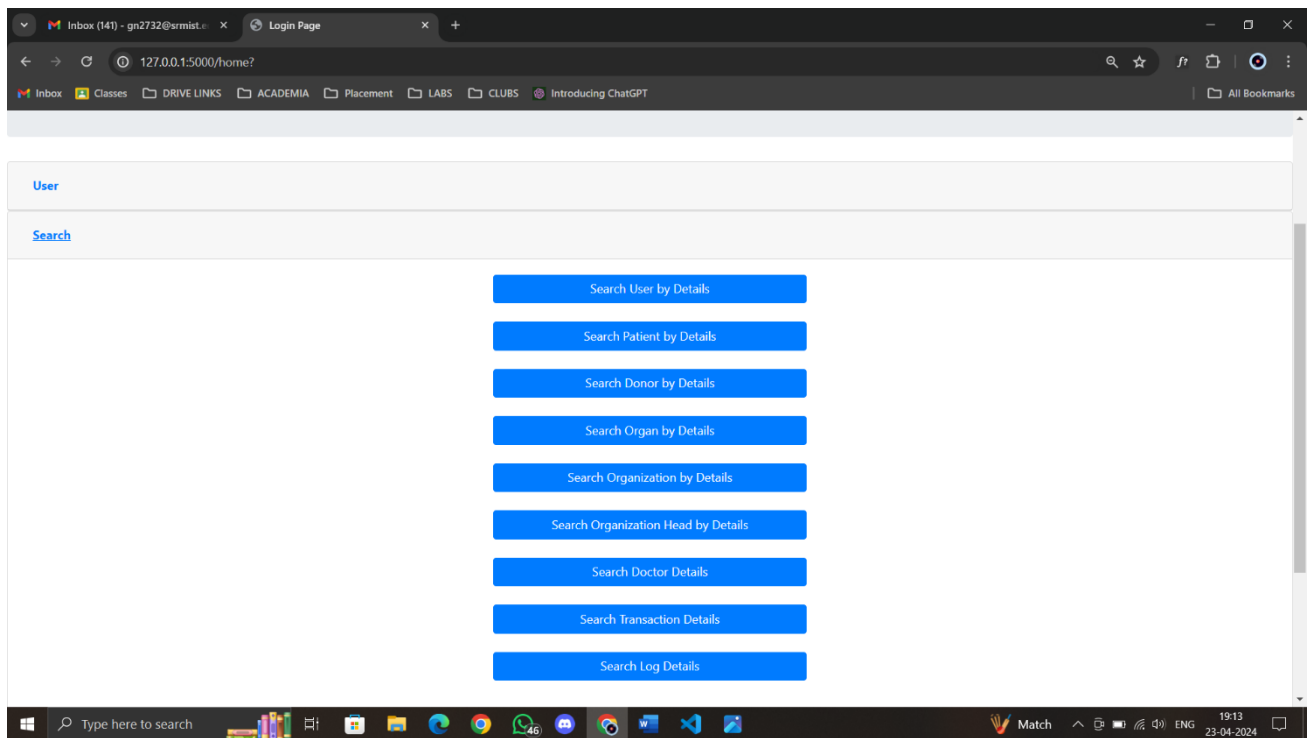 Inbox (141) - gn2732@srmist.e
Login Page
127.0.0.1:5000/home?
Inbox Classes DRIVE LINKS ACADEMIA Placement LABS CLUBS Introducing ChatGPT All Bookmarks
User
Search
Search User by Details
Search Patient by Details
Search Donor by Details
Search Organ by Details
Search Organization by Details
Search Organization Head by Details
Search Doctor Details
Search Transaction Details
Search Log Details
Type here to search
46
Match
ENG
19:13
23-04-2024